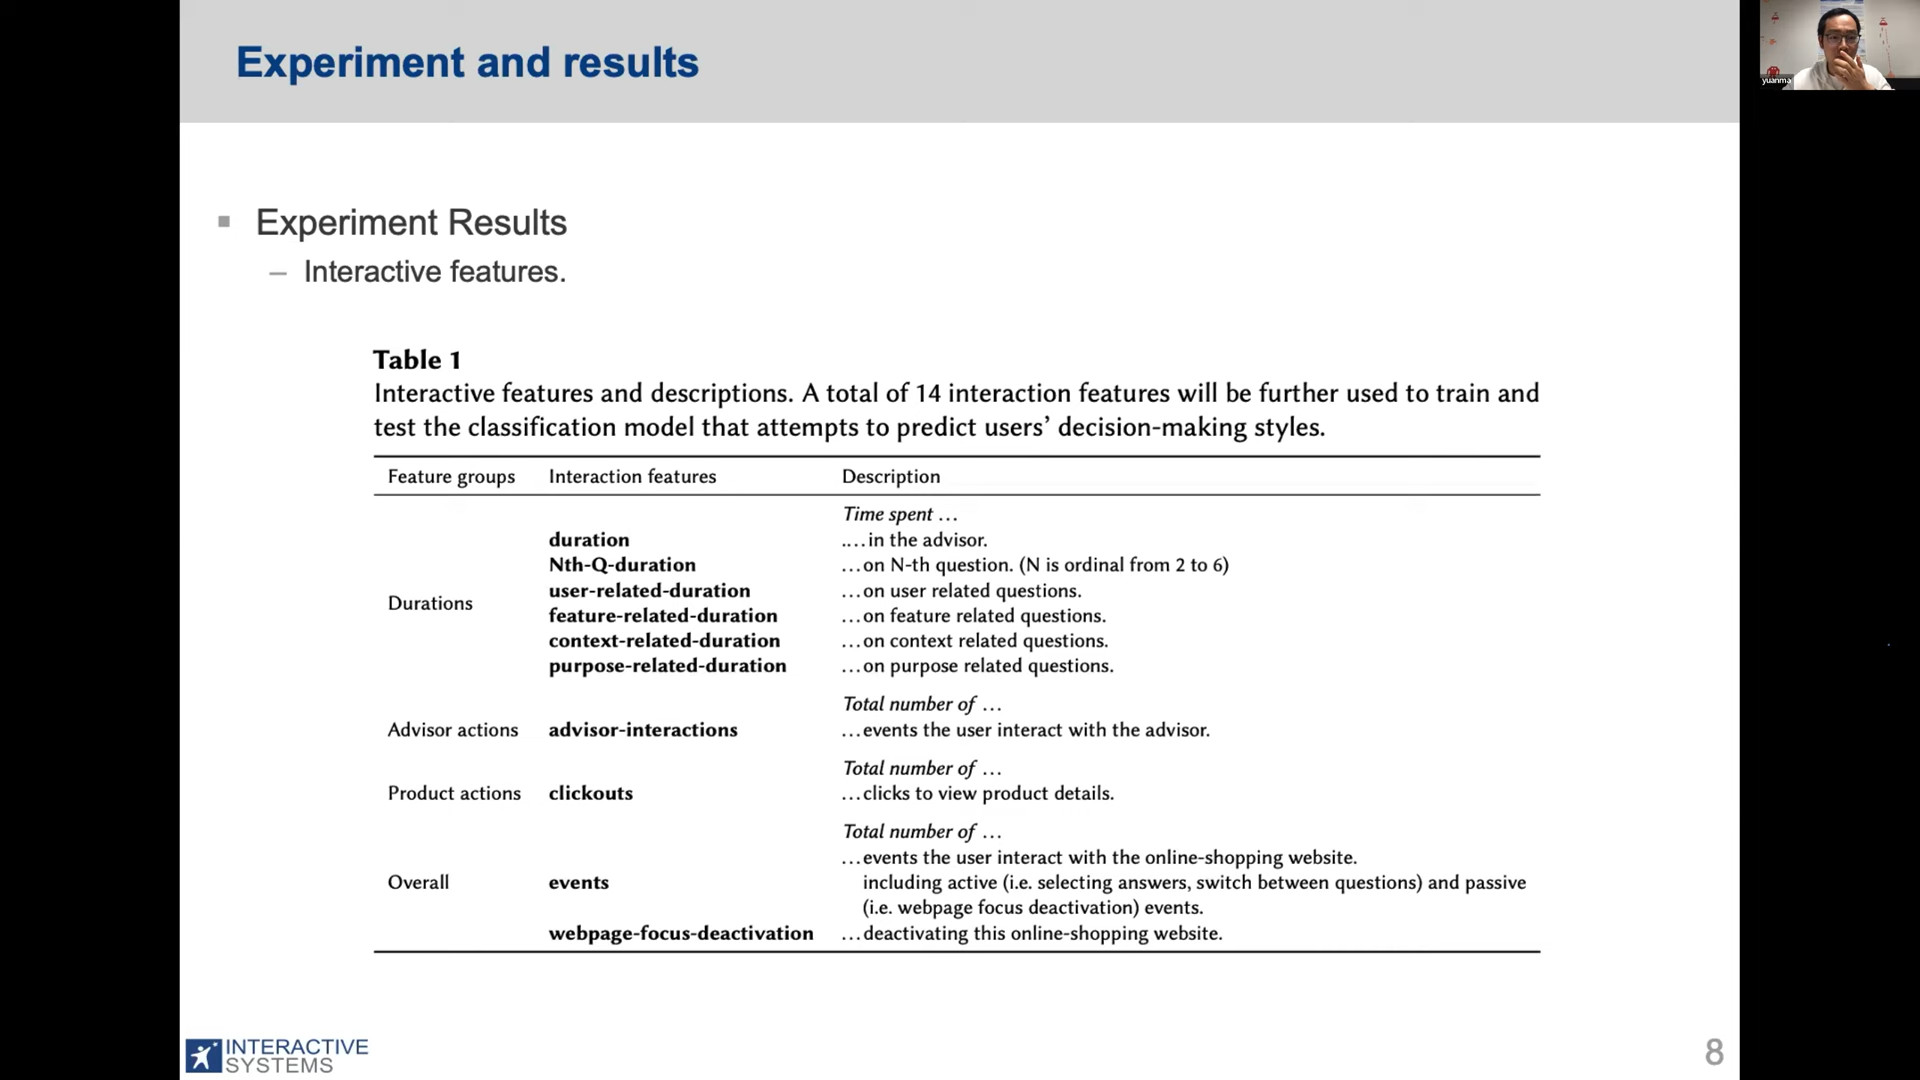 Experiment and results
yuanma
Experiment Results
– Interactive features.
Table 1
Interactive features and descriptions. A total of 14 interaction features will be further used to train and
test the classification model that attempts to predict users’ decision-making styles.
Feature groups Interaction features Description
Time spent …
duration .…in the advisor.
Nth-Q-duration …on N-th question. (N is ordinal from 2 to 6)
user-related-duration …on user related questions.
Durations
feature-related-duration …on feature related questions.
context-related-duration …on context related questions.
purpose-related-duration …on purpose related questions.
Total number of …
Advisor actions advisor-interactions …events the user interact with the advisor.
Total number of …
Product actions clickouts …clicks to view product details.
Total number of …
…events the user interact with the online-shopping website.
Overall events including active (i.e. selecting answers, switch between questions) and passive
(i.e. webpage focus deactivation) events.
webpage-focus-deactivation …deactivating this online-shopping website.
INTERACTIVE
SYSTEMS
8